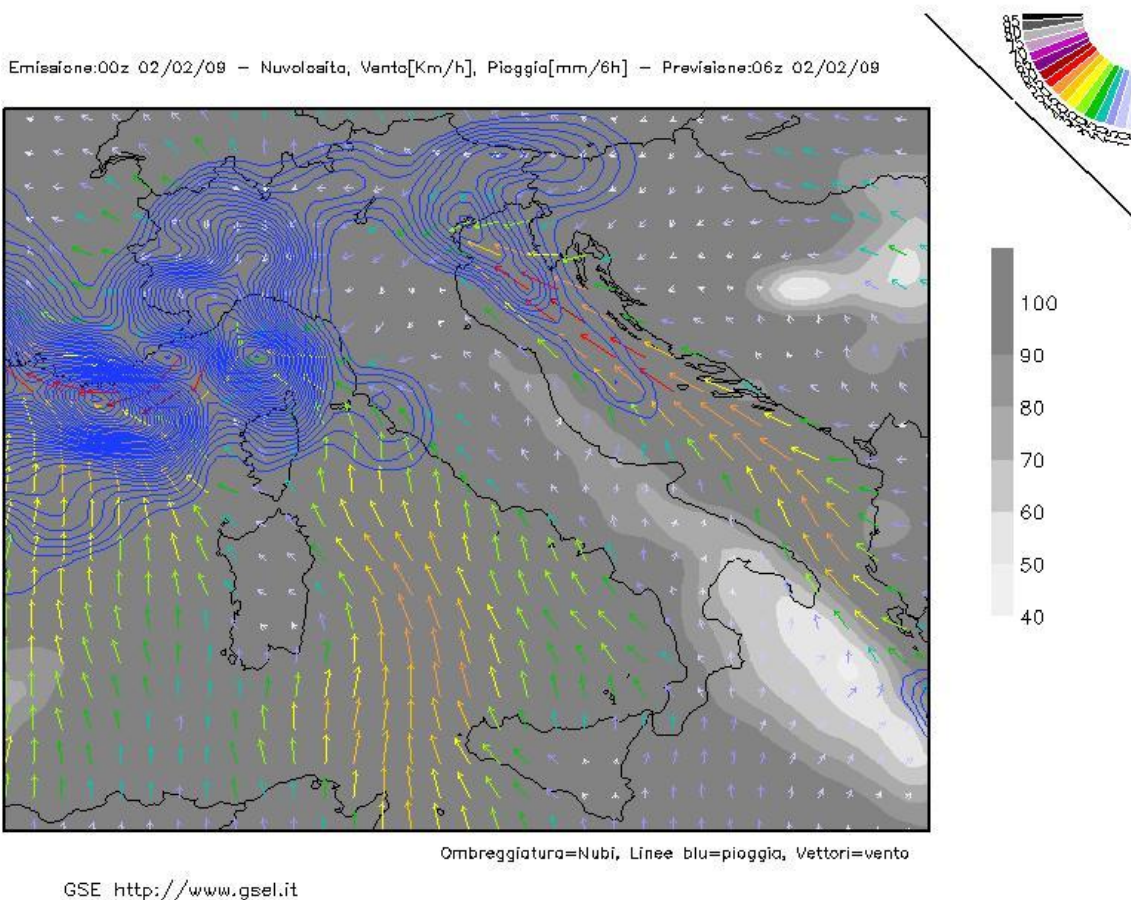 Emissione:00z 02/02/09 – Nuvolosita, Vento[Km/h], Pioggia[mm/6h] – Previsione:06z 02/02/09
100
90
80
70
60
50
40
Ombreggiatura=Nubi, Linee blu=pioggia, Vettori=vento
GSE http://www.gsel.it